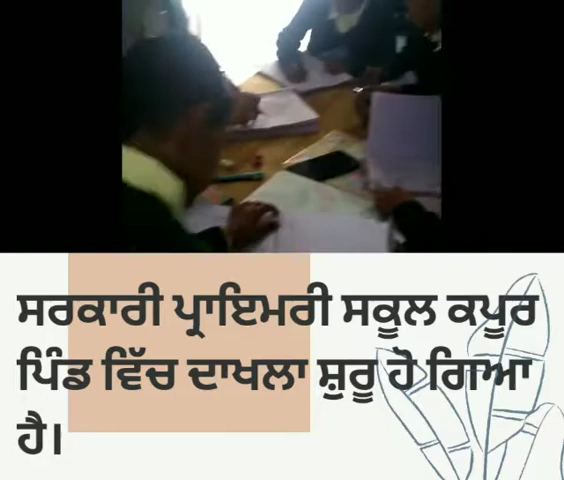 ਸਰਕਾਰੀ ਪ੍ਰਾਇਮਰੀ ਸਕੂਲ ਕਪੂਰ
ਪਿੰਡ ਵਿੱਚ ਦਾਖਲਾ ਸ਼ੁਰੂ ਹੋ ਗਿਆ
ਹੈ।